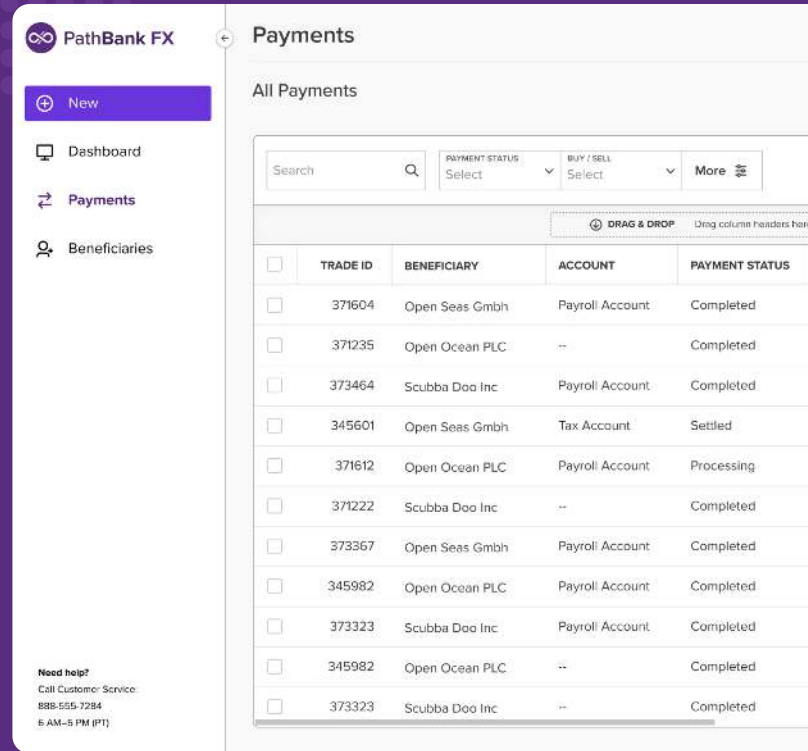 PathBank FX
Payments
All Payments
New
Dashboard
Payments
Beneficiaries
Search
PAYMENT STATUS
Select
BUY / SELL
Select
More
DRAG & DROP Drag column headers here
TRADE ID BENEFICIARY ACCOUNT PAYMENT STATUS
371604 Open Seas Gmbh Payroll Account Completed
371235 Open Ocean PLC -- Completed
373464 Scubba Doo Inc Payroll Account Completed
345601 Open Seas Gmbh Tax Account Settled
371612 Open Ocean PLC Payroll Account Processing
371222 Scubba Doo Inc -- Completed
373367 Open Seas Gmbh Payroll Account Completed
345982 Open Ocean PLC Payroll Account Completed
373323 Scubba Doo Inc Payroll Account Completed
345982 Open Ocean PLC -- Completed
373323 Scubba Doo Inc -- Completed
Need help?
Call Customer Service:
888-555-7284
6 AM–5 PM (PT)